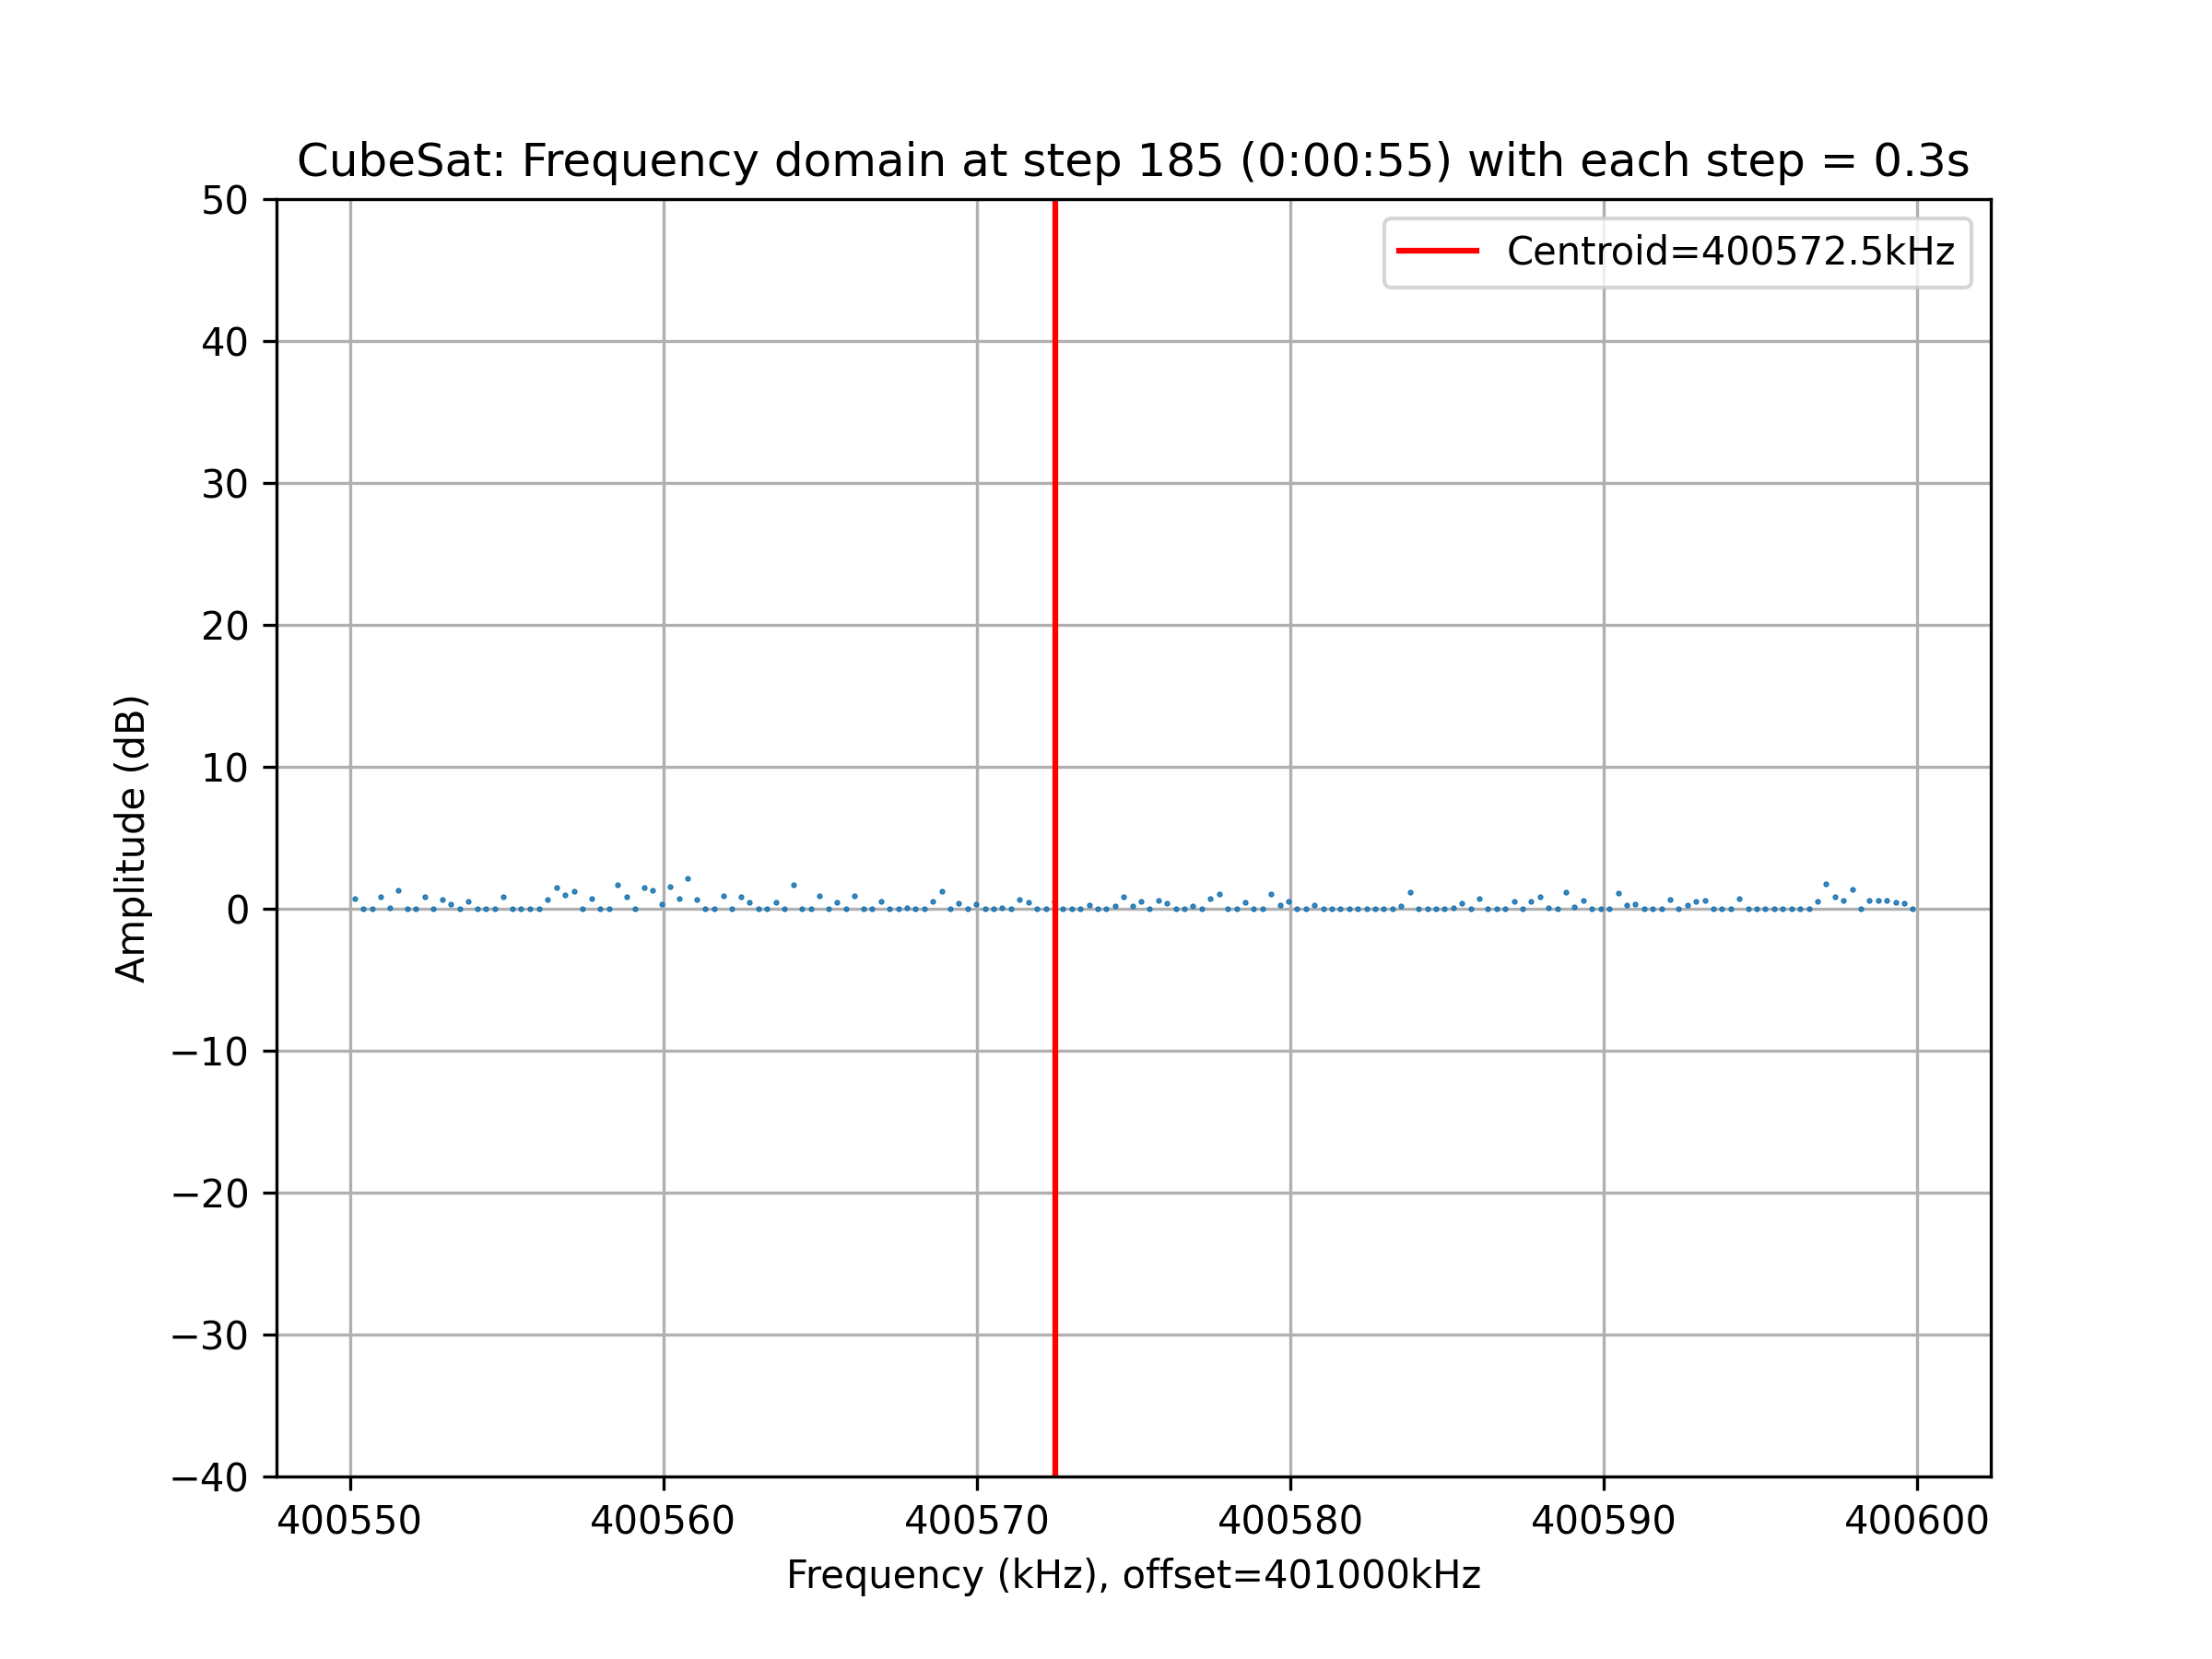 CubeSat: Frequency domain at step 185 (0:00:55) with each step = 0.3s
Centroid=400572.5kHz
50
40
30
20
10
0
−10
−20
−30
−40
Amplitude (dB)
400550 400560 400570 400580 400590 400600
Frequency (kHz), offset=401000kHz